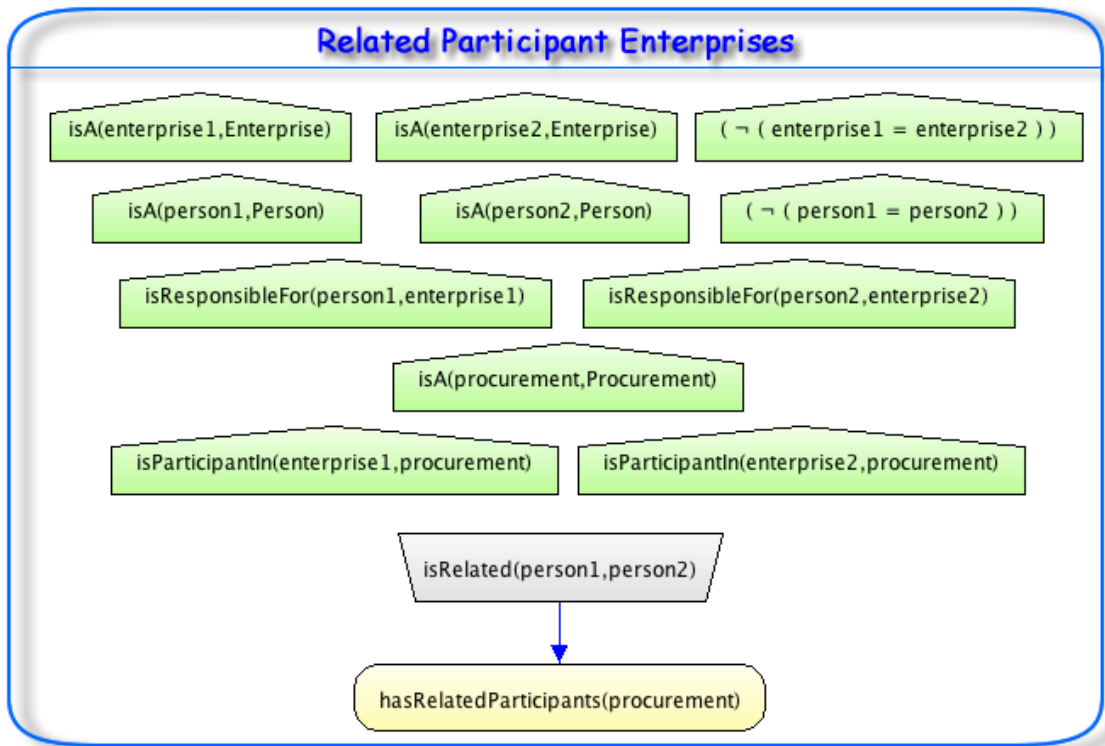 Related Participant Enterprises
isA(enterprise1,Enterprise)
isA(enterprise2,Enterprise)
( ¬ ( enterprise1 = enterprise2 ) )
isA(person1,Person)
isA(person2,Person)
( ¬ ( person1 = person2 ) )
isResponsibleFor(person1,enterprise1)
isResponsibleFor(person2,enterprise2)
isA(procurement,Procurement)
isParticipantIn(enterprise1,procurement)
isParticipantIn(enterprise2,procurement)
isRelated(person1,person2)
hasRelatedParticipants(procurement)